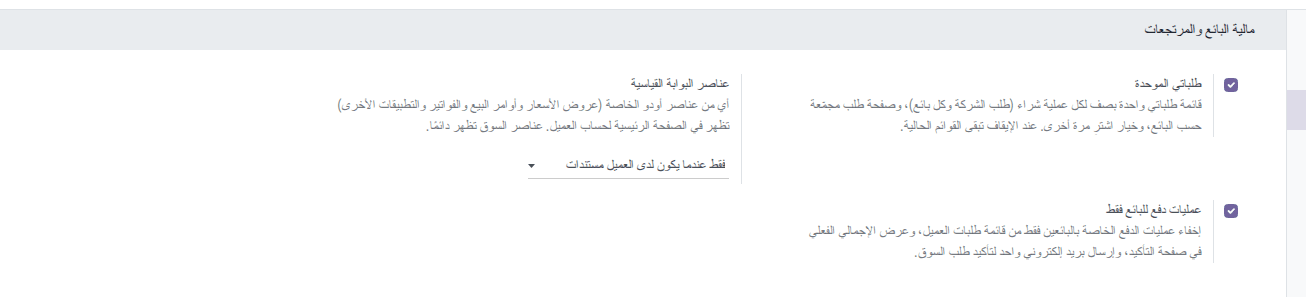 مالية البائع والمرتجعات
طلباتي الموحدة
قائمة طلباتي واحدة بصف لكل عملية شراء (طلب الشركة وكل بائع)، وصفحة طلب مجمّعة
حسب البائع، وخيار اشتر مرة أخرى. عند الإيقاف تبقى القوائم الحالية.
عناصر البوابة القياسية
أي من عناصر أودو الخاصة (عروض الأسعار وأوامر البيع والفواتير والتطبيقات الأخرى)
تظهر في الصفحة الرئيسية لحساب العميل. عناصر السوق تظهر دائمًا.
فقط عندما يكون لدى العميل مستندات
عمليات دفع للبائع فقط
إخفاء عمليات الدفع الخاصة بالبائعين فقط من قائمة طلبات العميل، وعرض الإجمالي الفعلي
في صفحة التأكيد، وإرسال بريد إلكتروني واحد لتأكيد طلب السوق.